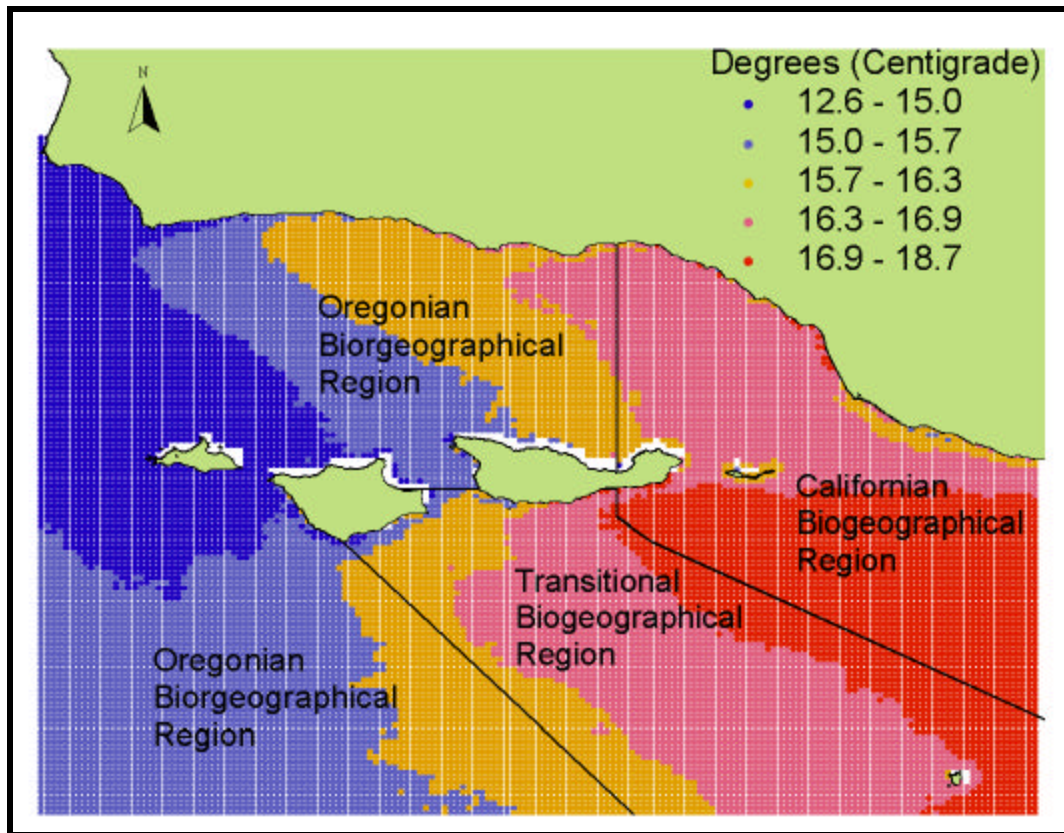 N
Degrees (Centigrade)
12.6 - 15.0
15.0 - 15.7
15.7 - 16.3
16.3 - 16.9
16.9 - 18.7
Oregonian
Biorgeographical
Region
Californian
Biogeographical
Region
Transitional
Biogeographical
Region
Oregonian
Biorgeographical
Region